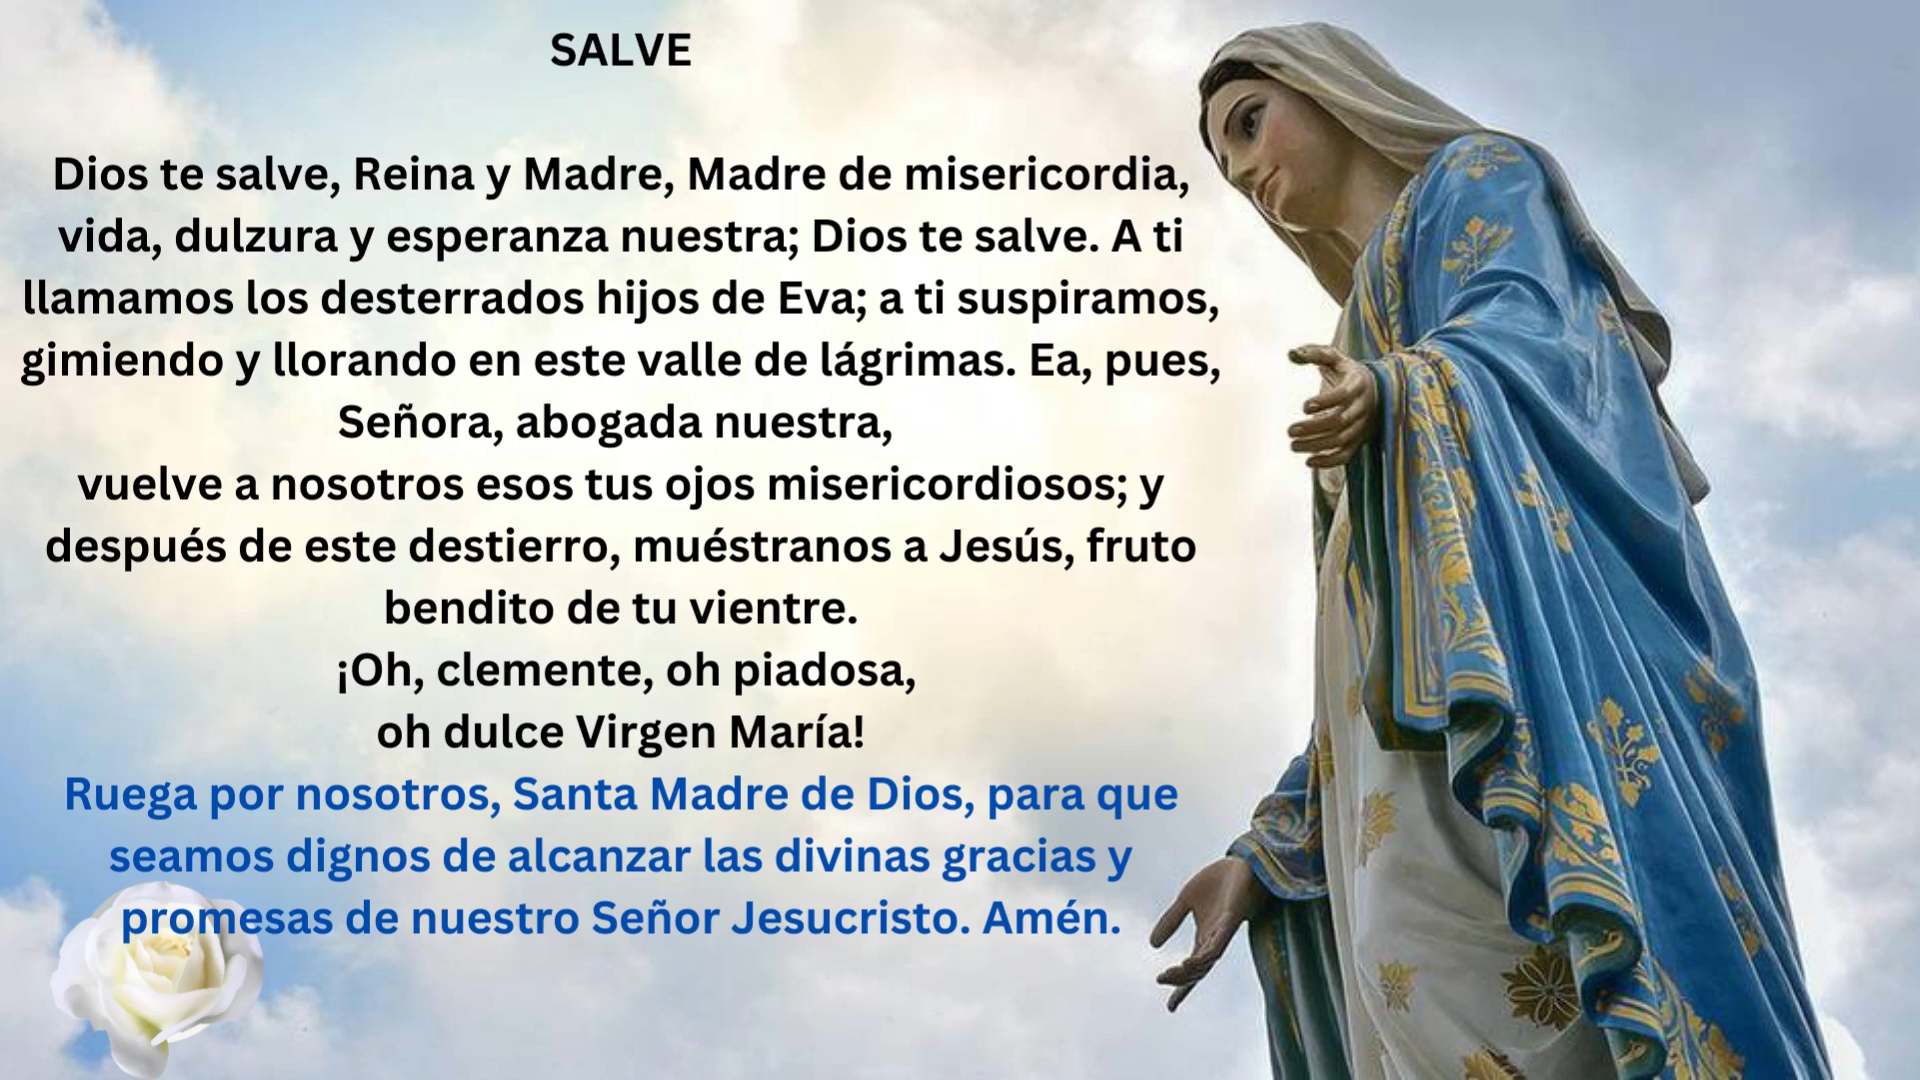 SALVE
Dios te salve, Reina y Madre, Madre de misericordia,
vida, dulzura y esperanza nuestra; Dios te salve. A ti
llamamos los desterrados hijos de Eva; a ti suspiramos,
gimiendo y llorando en este valle de lágrimas. Ea, pues,
Señora, abogada nuestra,
vuelve a nosotros esos tus ojos misericordiosos; y
después de este destierro, muéstranos a Jesús, fruto
bendito de tu vientre.
¡Oh, clemente, oh piadosa,
oh dulce Virgen María!
Ruega por nosotros, Santa Madre de Dios, para que
seamos dignos de alcanzar las divinas gracias y
promesas de nuestro Señor Jesucristo. Amén.